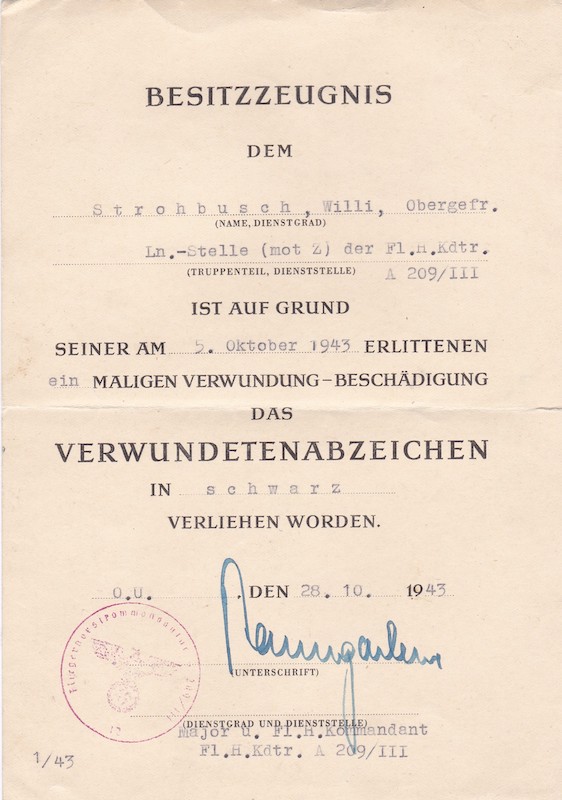 BESITZZEUGNIS
DEM
Strohbusch, Willi, Obergefr.
(NAME, DIENSTGRAD)
Ln.-Stelle (mot Z) der Fl.H.Kdtr.
(TRUPPENTEIL, DIENSTSTELLE) A 209/III
IST AUF GRUND
SEINER AM 5. Oktober 1943 ERLITTENEN
ein MALIGEN VERWUNDUNG–BESCHÄDIGUNG
DAS
VERWUNDETENABZEICHEN
IN schwarz
VERLIEHEN WORDEN.
O.U. , DEN 28. 10. 1943
Baumgarten
(UNTERSCHRIFT)
(DIENSTGRAD UND DIENSTSTELLE)
Major u. Fl.H.Kommandant
Fl.H.Kdtr. A 209/III
1/43